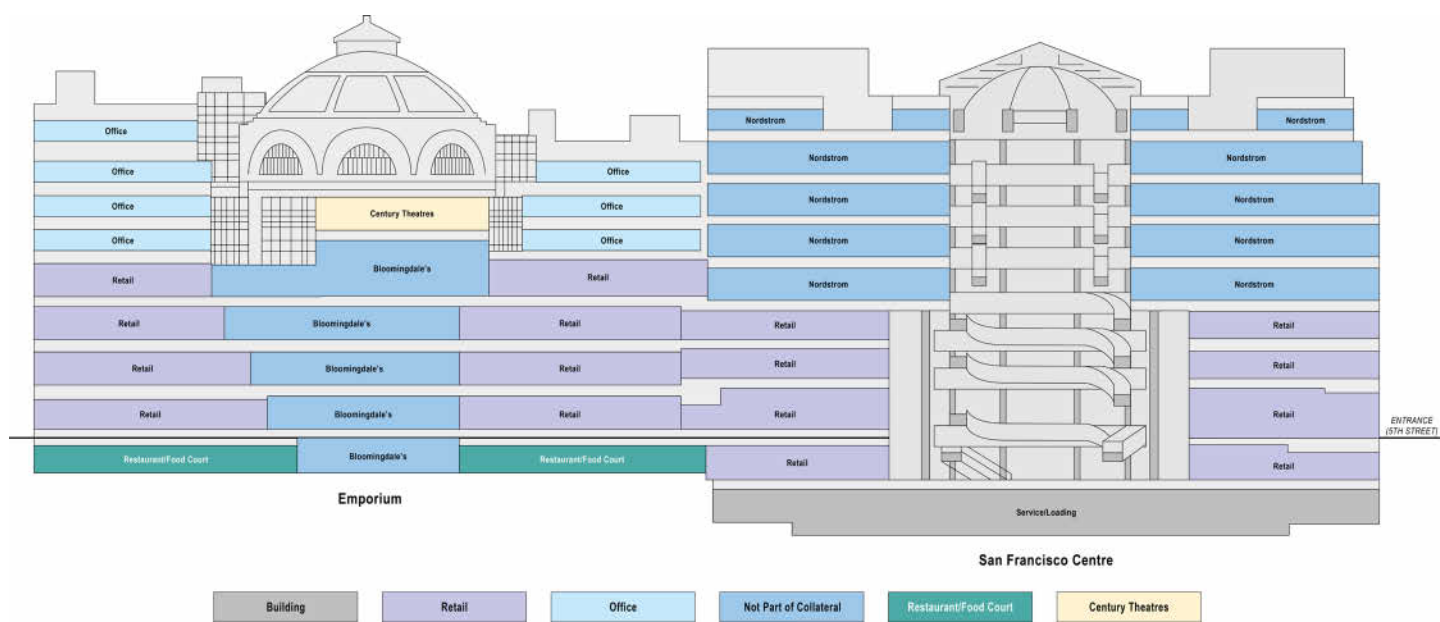 Nordstrom
Nordstrom
Office
Nordstrom
Nordstrom
Office
Office
Office
Century Theatres
Office
Nordstrom
Nordstrom
Office
Office
Nordstrom
Nordstrom
Bloomingdale's
Retail
Retail
Nordstrom
Nordstrom
Retail
Bloomingdale's
Retail
Retail
Retail
Retail
Bloomingdale's
Retail
Retail
Retail
Retail
Bloomingdale's
Retail
Retail
Retail
ENTRANCE
(5TH STREET)
Restaurant/Food Court
Bloomingdale's
Restaurant/Food Court
Retail
Retail
Emporium
Service/Loading
San Francisco Centre
Building
Retail
Office
Not Part of Collateral
Restaurant/Food Court
Century Theatres